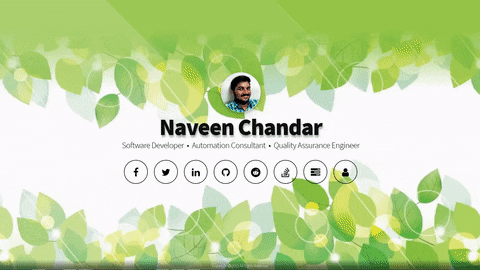 Naveen Chandar
Software Developer • Automation Consultant • Quality Assurance Engineer